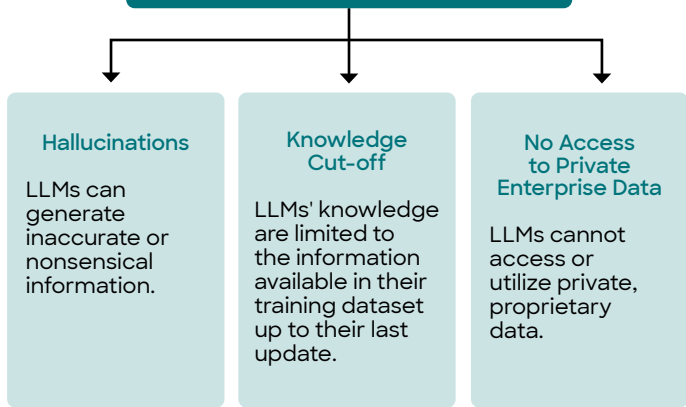 Hallucinations
LLMs can
generate
inaccurate or
nonsensical
information.
Knowledge
Cut-off
LLMs' knowledge
are limited to
the information
available in their
training dataset
up to their last
update.
No Access
to Private
Enterprise Data
LLMs cannot
access or
utilize private,
proprietary
data.